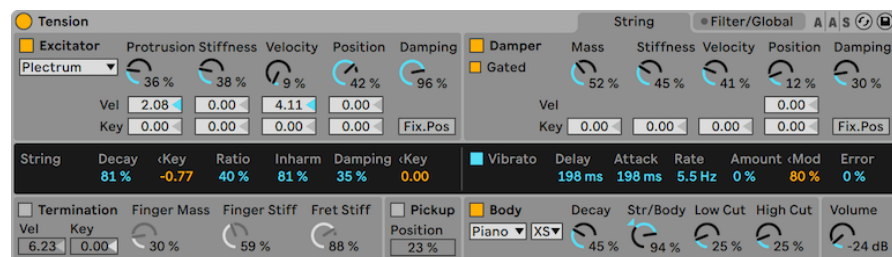 Tension String Filter/Global A A S
Excitator Protrusion Stiffness Velocity Position Damping
Plectrum 36 % 38 % 9 % 42 % 96 %
Vel 2.08 0.00 4.11 0.00
Key 0.00 0.00 0.00 0.00 Fix.Pos
Damper Mass Stiffness Velocity Position Damping
Gated 52 % 45 % 41 % 12 % 30 %
Vel 0.00
Key 0.00 0.00 0.00 0.00 Fix.Pos
String Decay <Key Ratio Inharm Damping <Key
81 % -0.77 40 % 81 % 35 % 0.00
Vibrato Delay Attack Rate Amount <Mod Error
198 ms 198 ms 5.5 Hz 0 % 80 % 0 %
Termination Finger Mass Finger Stiff Fret Stiff
Vel Key
6.23 0.00 30 % 59 % 88 %
Pickup
Position
23 %
Body Decay Str/Body Low Cut High Cut Volume
Piano XS 45 % 94 % 25 % 25 % -24 dB